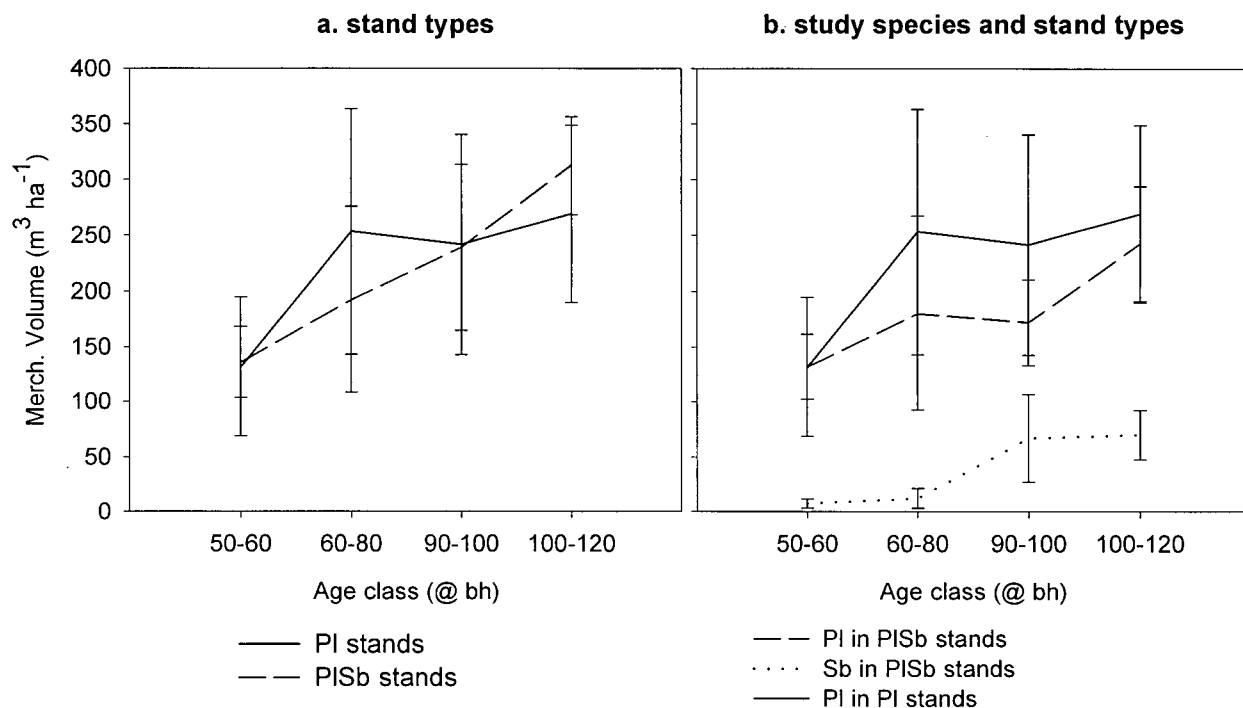 a. stand types
b. study species and stand types
Merch. Volume (m³ ha⁻¹)
400
350
300
250
200
150
100
50
0
50-60 60-80 90-100 100-120
50-60 60-80 90-100 100-120
Age class (@ bh)
Age class (@ bh)
Pl stands
PlSb stands
Pl in PlSb stands
Sb in PlSb stands
Pl in Pl stands